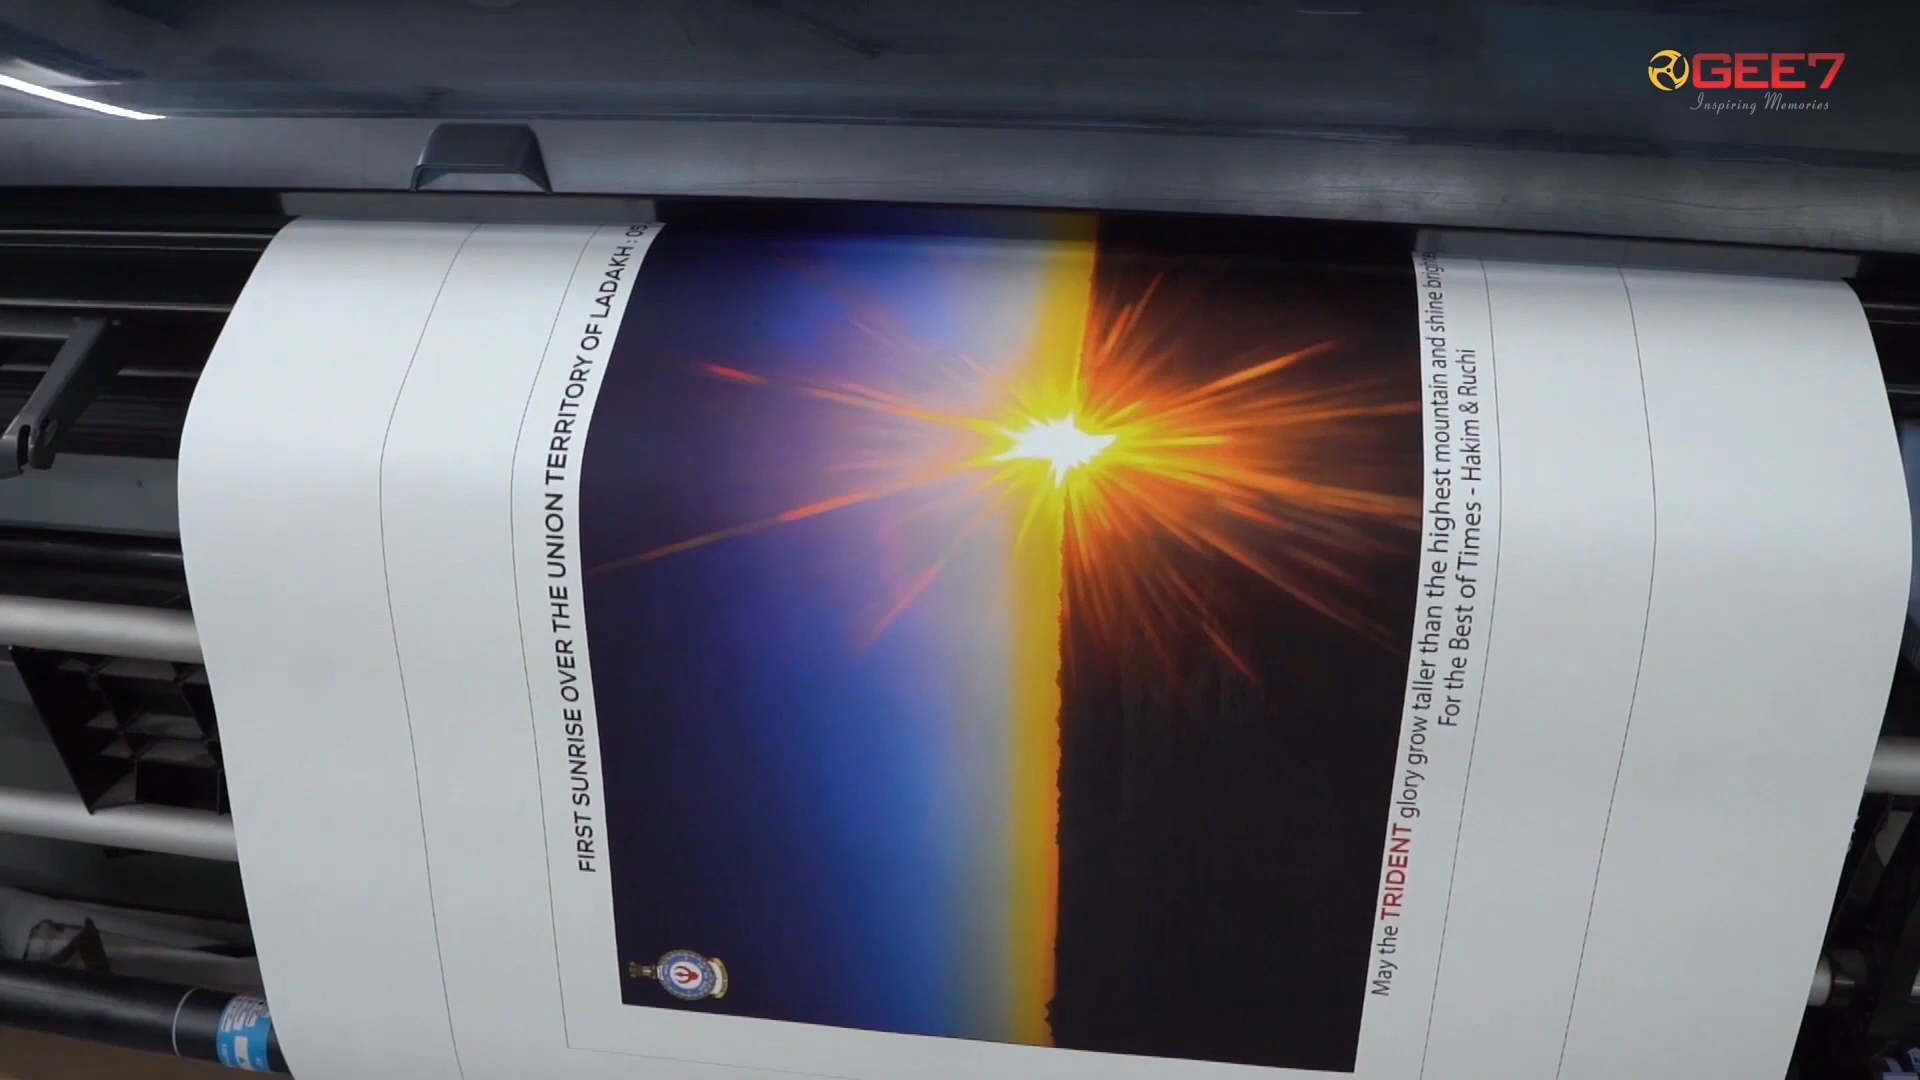 GEE7
Inspiring Memories
FIRST SUNRISE OVER THE UNION TERRITORY OF LADAKH : 05
May the TRIDENT glory grow taller than the highest mountain and shine
For the Best of Times - Hakim & Ruchi